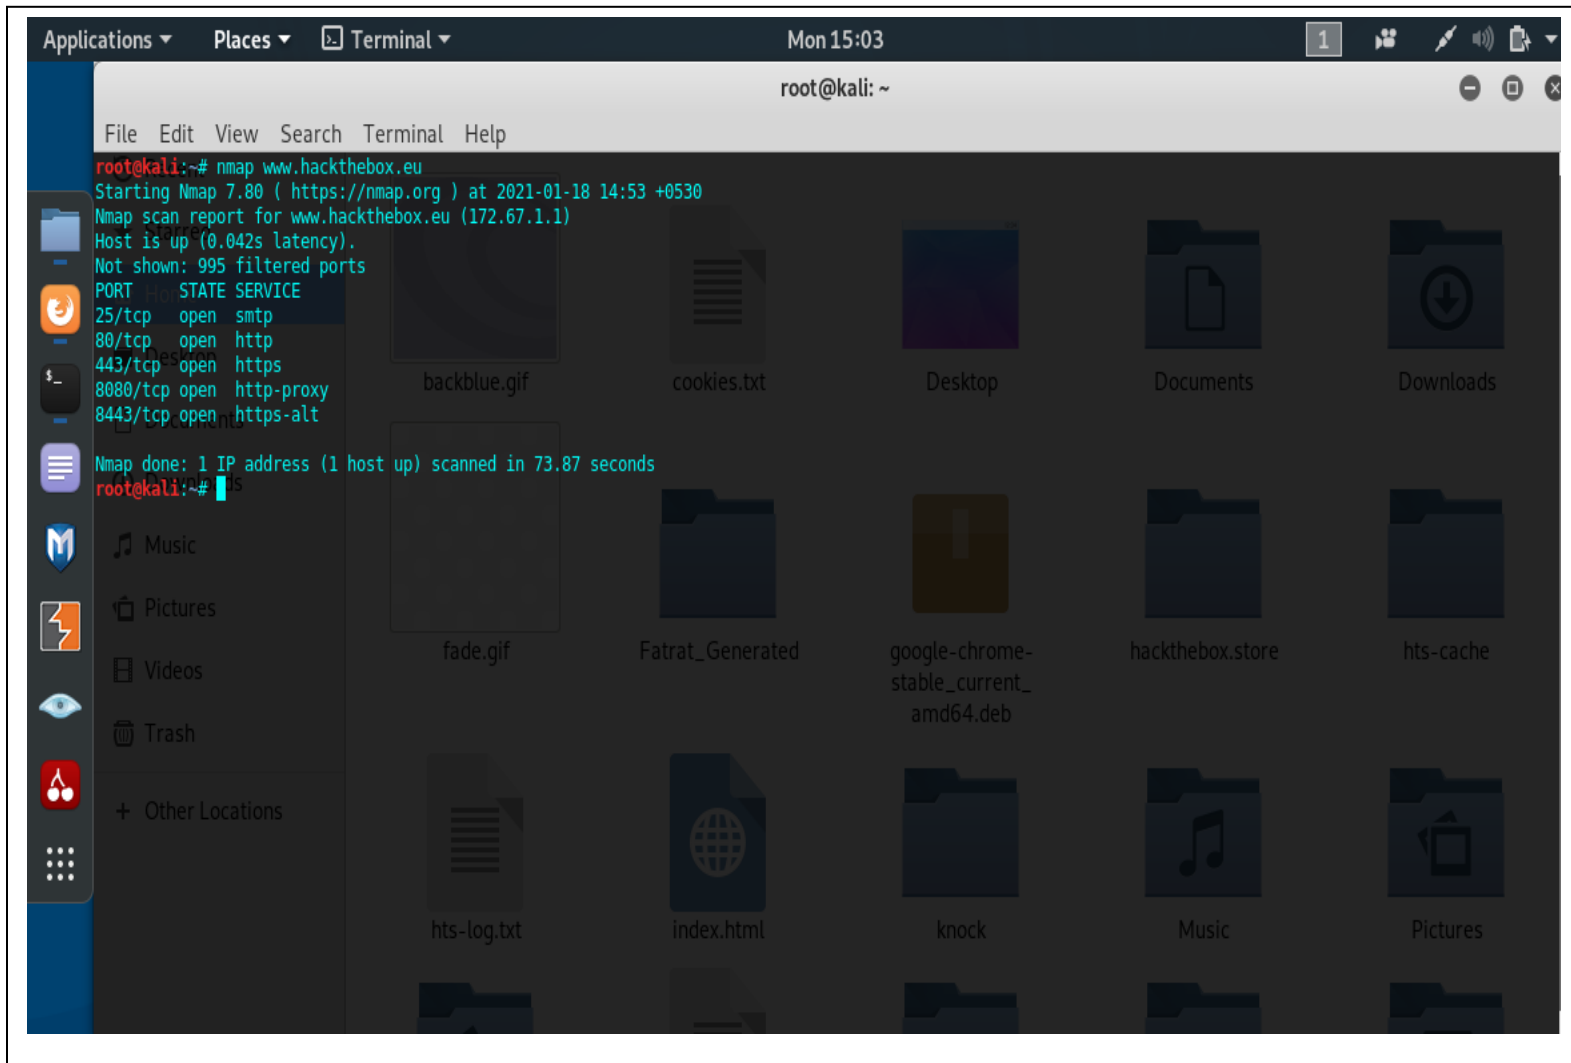 Applications Places Terminal Mon 15:03 1
root@kali: ~
File Edit View Search Terminal Help
root@kali:~# nmap www.hackthebox.eu
Starting Nmap 7.80 ( https://nmap.org ) at 2021-01-18 14:53 +0530
Nmap scan report for www.hackthebox.eu (172.67.1.1)
Host is up (0.042s latency).
Not shown: 995 filtered ports
PORT STATE SERVICE
25/tcp open smtp
80/tcp open http
443/tcp open https
8080/tcp open http-proxy
8443/tcp open https-alt
Nmap done: 1 IP address (1 host up) scanned in 73.87 seconds
root@kali:~#
Starred
Home
Desktop
Documents
Downloads
Music
Pictures
Videos
Trash
+ Other Locations
backblue.gif
cookies.txt
Desktop
Documents
Downloads
fade.gif
Fatrat_Generated
google-chrome-
stable_current_
amd64.deb
hackthebox.store
hts-cache
hts-log.txt
index.html
knock
Music
Pictures